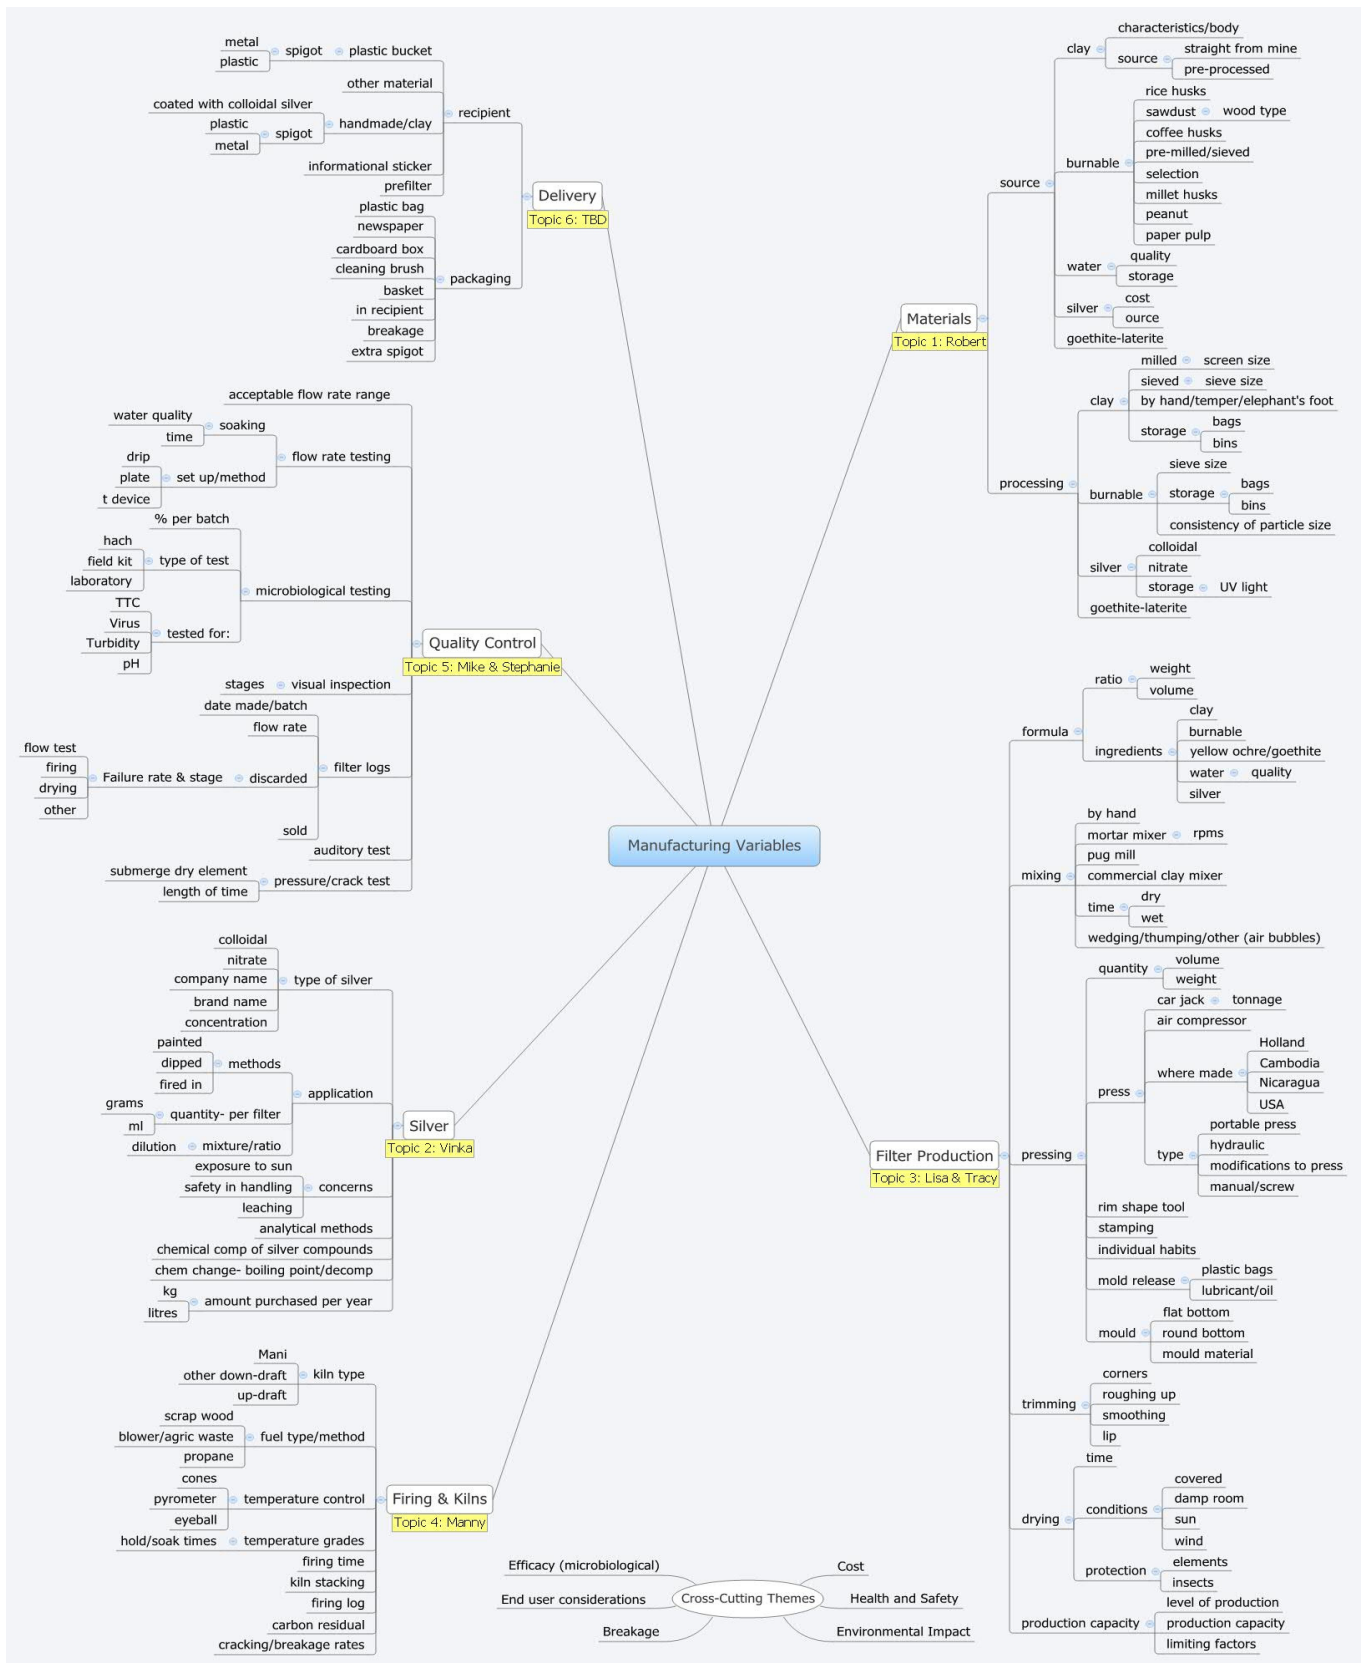 Manufacturing Variables
Delivery
Topic 6: TBD
recipient
plastic bucket
spigot
metal
plastic
other material
handmade/clay
coated with colloidal silver
spigot
plastic
metal
informational sticker
prefilter
packaging
plastic bag
newspaper
cardboard box
cleaning brush
basket
in recipient
breakage
extra spigot
Quality Control
Topic 5: Mike & Stephanie
acceptable flow rate range
flow rate testing
soaking
water quality
time
set up/method
drip
plate
t device
microbiological testing
% per batch
type of test
hach
field kit
laboratory
tested for:
TTC
Virus
Turbidity
pH
visual inspection
stages
filter logs
date made/batch
flow rate
discarded
Failure rate & stage
flow test
firing
drying
other
sold
auditory test
pressure/crack test
submerge dry element
length of time
Silver
Topic 2: Vinka
type of silver
colloidal
nitrate
company name
brand name
concentration
application
methods
painted
dipped
fired in
quantity- per filter
grams
ml
mixture/ratio
dilution
concerns
exposure to sun
safety in handling
leaching
analytical methods
chemical comp of silver compounds
chem change- boiling point/decomp
amount purchased per year
kg
litres
Firing & Kilns
Topic 4: Manny
kiln type
Mani
other down-draft
up-draft
fuel type/method
scrap wood
blower/agric waste
propane
temperature control
cones
pyrometer
eyeball
temperature grades
hold/soak times
firing time
kiln stacking
firing log
carbon residual
cracking/breakage rates
Materials
Topic 1: Robert
source
clay
characteristics/body
source
straight from mine
pre-processed
burnable
rice husks
sawdust
wood type
coffee husks
pre-milled/sieved
selection
millet husks
peanut
paper pulp
water
quality
storage
silver
cost
ource
goethite-laterite
processing
clay
milled
screen size
sieved
sieve size
by hand/temper/elephant's foot
storage
bags
bins
burnable
sieve size
storage
bags
bins
consistency of particle size
silver
colloidal
nitrate
storage
UV light
goethite-laterite
Filter Production
Topic 3: Lisa & Tracy
formula
ratio
weight
volume
ingredients
clay
burnable
yellow ochre/goethite
water
quality
silver
mixing
by hand
mortar mixer
rpms
pug mill
commercial clay mixer
time
dry
wet
wedging/thumping/other (air bubbles)
pressing
quantity
volume
weight
press
car jack
tonnage
air compressor
where made
Holland
Cambodia
Nicaragua
USA
type
portable press
hydraulic
modifications to press
manual/screw
rim shape tool
stamping
individual habits
mold release
plastic bags
lubricant/oil
mould
flat bottom
round bottom
mould material
trimming
corners
roughing up
smoothing
lip
drying
time
conditions
covered
damp room
sun
wind
protection
elements
insects
production capacity
level of production
production capacity
limiting factors
Cross-Cutting Themes
Efficacy (microbiological)
End user considerations
Breakage
Cost
Health and Safety
Environmental Impact